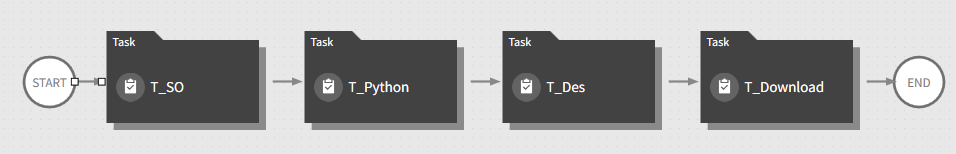 START
Task
T_SO
Task
T_Python
Task
T_Des
Task
T_Download
END